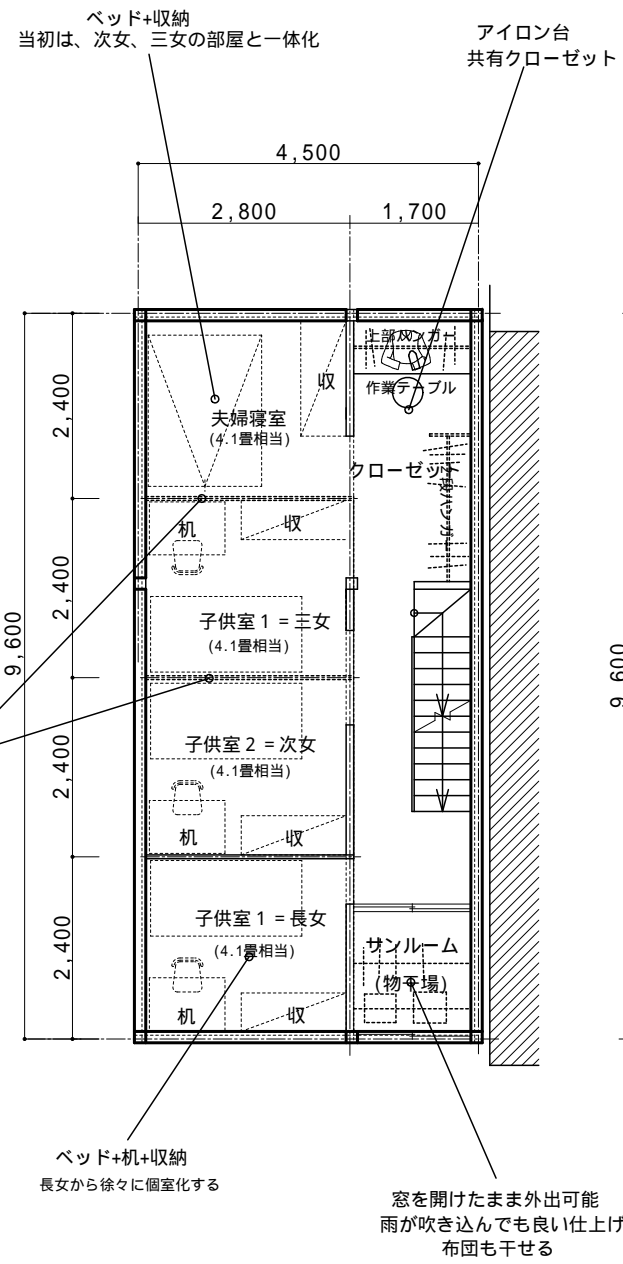 ベッド+収納
当初は、次女、三女の部屋と一体化
アイロン台
共有クローゼット
4,500
2,800
1,700
2,400
2,400
2,400
2,400
9,600
上部ハンガー
作業テーブル
収
夫婦寝室
(4.1畳相当)
クローゼット
机
収
子供室1=三女
(4.1畳相当)
子供室2=次女
(4.1畳相当)
机
収
子供室1=長女
(4.1畳相当)
机
収
サンルーム
(物干場)
9,600
ベッド+机+収納
長女から徐々に個室化する
窓を開けたまま外出可能
雨が吹き込んでも良い仕上げ
布団も干せる